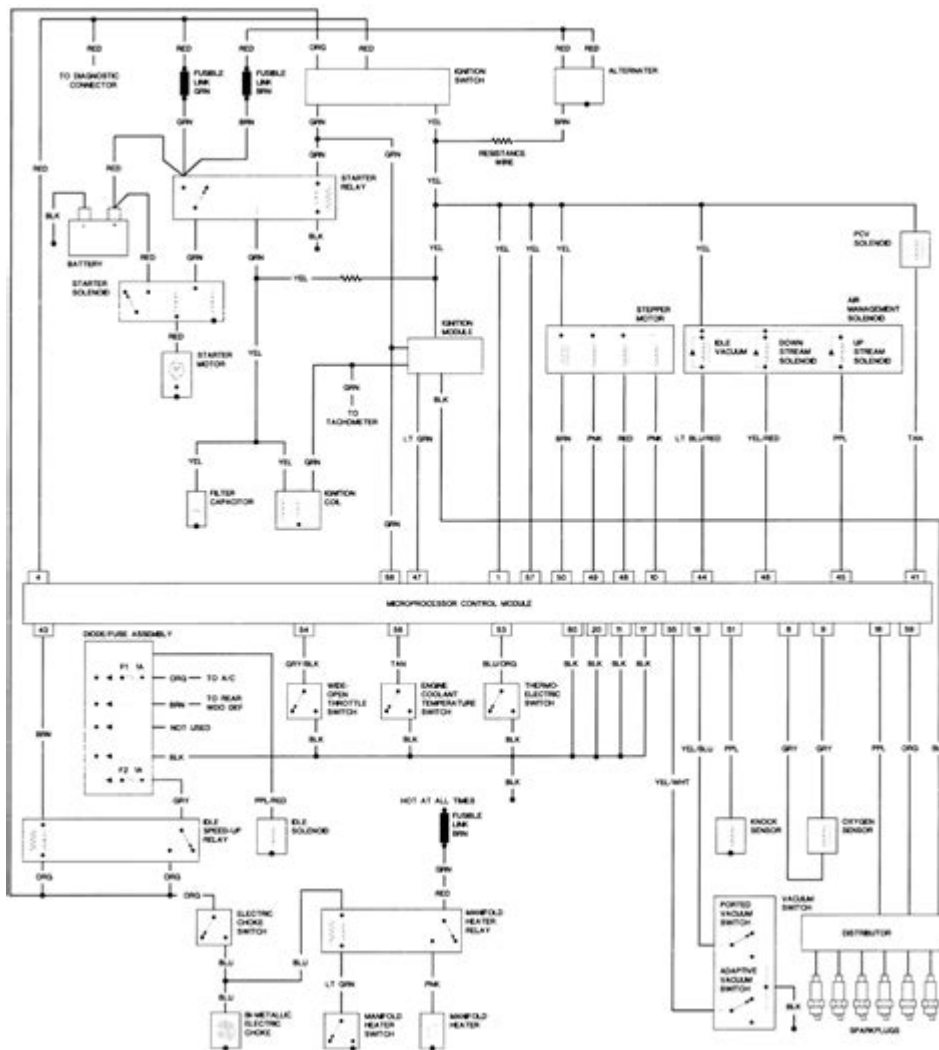 RED
RED
RED
ORG
RED
RED
RED
TO DIAGNOSTIC
CONNECTOR
FUSIBLE
LINK
GRN
FUSIBLE
LINK
BRN
IGNITION
SWITCH
ALTERNATER
GRN
BRN
GRN
YEL
BRN
RED
RED
GRN
GRN
RESISTANCE
WIRE
STARTER
RELAY
YEL
BLK
BLK
BATTERY
RED
GRN
GRN
YEL
YEL
YEL
YEL
YEL
YEL
PCV
SOLENOID
STARTER
SOLENOID
IGNITION
MODULE
STEPPER
MOTOR
AIR
MANAGEMENT
SOLENOID
IDLE
VACUUM
DOWN
STREAM
SOLENOID
UP
STREAM
SOLENOID
RED
STARTER
MOTOR
YEL
GRN
TO
TACHOMETER
BLK
LT GRN
BRN
PNK
RED
PNK
LT BLU/RED
YEL/RED
PPL
TAN
YEL
YEL
GRN
FILTER
CAPACITOR
IGNITION
COIL
GRN
4
58
47
1
57
50
49
48
10
44
46
45
41
MICROPROCESSOR CONTROL MODULE
43
54
56
53
60
20
11
17
55
16
51
8
9
18
59
DIODE/FUSE ASSEMBLY
F1 1A
ORG TO A/C
BRN TO REAR
WDO DEF
NOT USED
BLK
F2 1A
GRY/BLK
TAN
BLU/ORG
BLK
BLK
BLK
BLK
WIDE-
OPEN
THROTTLE
SWITCH
ENGINE
COOLANT
TEMPERATURE
SWITCH
THERMO-
ELECTRIC
SWITCH
BRN
BLK
BLK
BLK
BLK
YEL/WHT
YEL/BLU
PPL
GRY
GRY
PPL
ORG
GRY
PPL/RED
HOT AT ALL TIMES
FUSIBLE
LINK
BRN
IDLE
SPEED-UP
RELAY
IDLE
SOLENOID
KNOCK
SENSOR
OXYGEN
SENSOR
GRN
RED
ORG
ORG
ORG
ELECTRIC
CHOKE
SWITCH
MANIFOLD
HEATER
RELAY
PORTED
VACUUM
SWITCH
VACUUM
SWITCH
DISTRIBUTOR
BLU
BLU
LT GRN
PNK
ADAPTIVE
VACUUM
SWITCH
BLU
BI-METALLIC
ELECTRIC
CHOKE
MANIFOLD
HEATER
SWITCH
MANIFOLD
HEATER
BLK
SPARKPLUGS